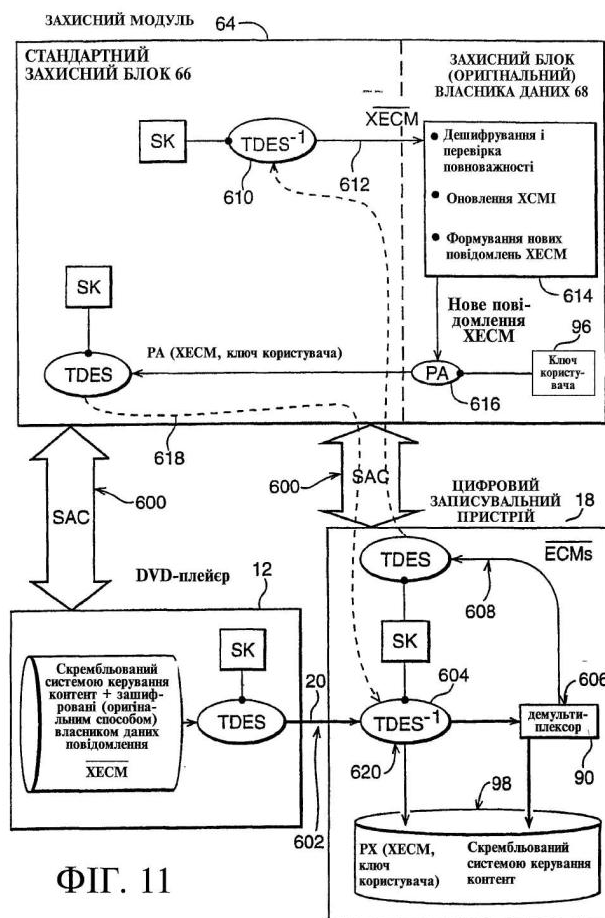 ЗАХИСНИЙ МОДУЛЬ
64
СТАНДАРТНИЙ
ЗАХИСНИЙ БЛОК 66
ЗАХИСНИЙ БЛОК
(ОРИГІНАЛЬНИЙ)
ВЛАСНИКА ДАНИХ 68
SK
TDES-1
610
612
XECM
Дешифрування і
перевірка
повноважності
Оновлення XCMI
Формування нових
повідомлень XECM
614
Нове пові-
домлення
XECM
96
Ключ
користу-
вача
SK
TDES
PA (XECM, ключ користувача)
PA
616
618
SAC
600
600
SAC
ЦИФРОВИЙ
ЗАПИСУВАЛЬНИЙ
ПРИСТРІЙ
18
DVD-плейєр
12
Скрембльований
системою керування
контент + зашиф-
ровані (оригіна-
льним способом)
власником даних
повідомлення
XECM
SK
TDES
20
602
TDES
ECMs
608
SK
604
TDES-1
620
606
демульти-
плексор
90
98
PX (XECM,
ключ
користувача)
Скрембльований
системою керування
контент
ФІГ. 11